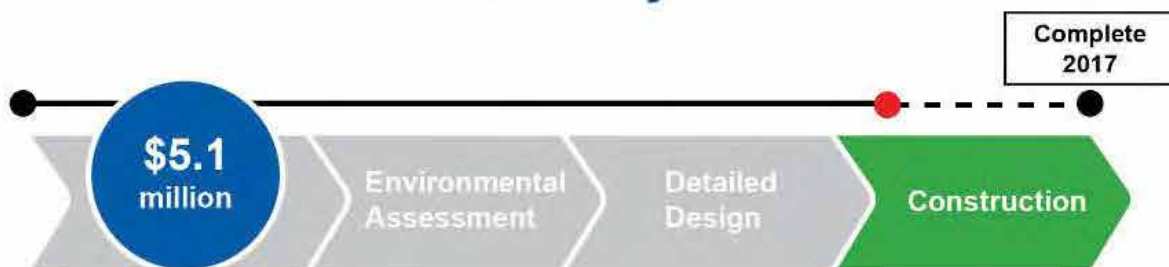 Complete
2017
$5.1
million
Environmental
Assessment
Detailed
Design
Construction